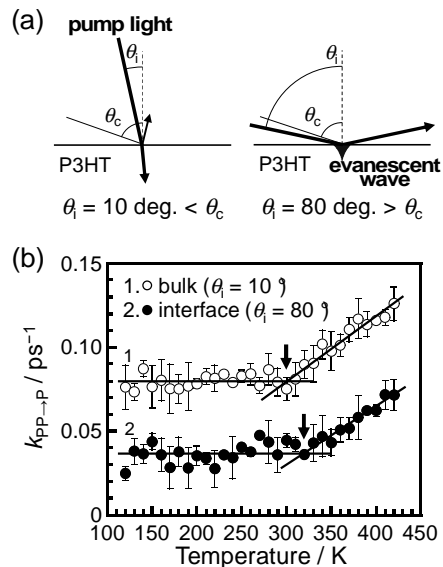 (a)
pump light
θi
θc
P3HT
θi = 10 deg. < θc
θi
θc
P3HT
evanescent
wave
θi = 80 deg. > θc
(b)
0.15
0.10
0.050
0
kPP→P / ps⁻¹
1. ○ bulk (θi = 10 °)
2. ● interface (θi = 80 °)
1
2
100 150 200 250 300 350 400 450
Temperature / K